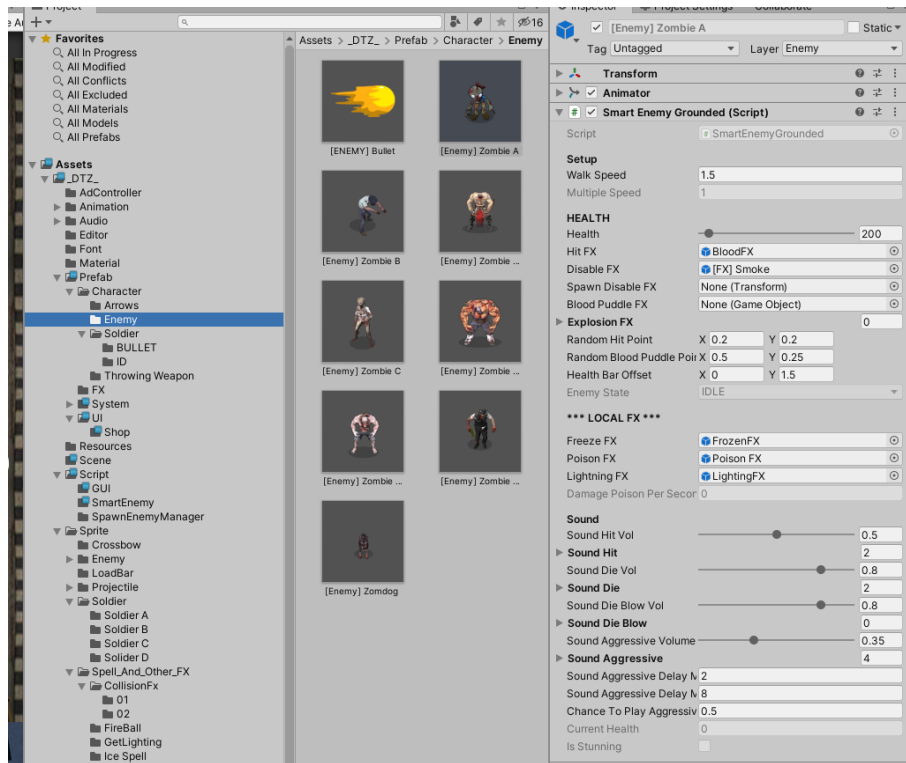 Project
16
Favorites
All In Progress
All Modified
All Conflicts
All Excluded
All Materials
All Models
All Prefabs
Assets
_DTZ_
AdController
Animation
Audio
Editor
Font
Material
Prefab
Character
Arrows
Enemy
Soldier
BULLET
ID
Throwing Weapon
FX
System
UI
Shop
Resources
Scene
Script
GUI
SmartEnemy
SpawnEnemyManager
Sprite
Crossbow
Enemy
LoadBar
Projectile
Soldier
Soldier A
Soldier B
Soldier C
Solider D
Spell_And_Other_FX
CollisionFx
01
02
FireBall
GetLighting
Ice Spell
Assets > _DTZ_ > Prefab > Character > Enemy
[ENEMY] Bullet
[Enemy] Zombie A
[Enemy] Zombie B
[Enemy] Zombie ...
[Enemy] Zombie C
[Enemy] Zombie ...
[Enemy] Zombie ...
[Enemy] Zombie ...
[Enemy] Zomdog
Inspector Project Settings Collaborate
[Enemy] Zombie A Static
Tag Untagged Layer Enemy
Transform
Animator
# Smart Enemy Grounded (Script)
Script # SmartEnemyGrounded
Setup
Walk Speed 1.5
Multiple Speed 1
HEALTH
Health 200
Hit FX BloodFX
Disable FX [FX] Smoke
Spawn Disable FX None (Transform)
Blood Puddle FX None (Game Object)
Explosion FX 0
Random Hit Point X 0.2 Y 0.2
Random Blood Puddle Poir X 0.5 Y 0.25
Health Bar Offset X 0 Y 1.5
Enemy State IDLE
*** LOCAL FX ***
Freeze FX FrozenFX
Poison FX Poison FX
Lightning FX LightingFX
Damage Poison Per Secor 0
Sound
Sound Hit Vol 0.5
Sound Hit 2
Sound Die Vol 0.8
Sound Die 2
Sound Die Blow Vol 0.8
Sound Die Blow 0
Sound Aggressive Volume 0.35
Sound Aggressive 4
Sound Aggressive Delay M 2
Sound Aggressive Delay M 8
Chance To Play Aggressiv 0.5
Current Health 0
Is Stunning